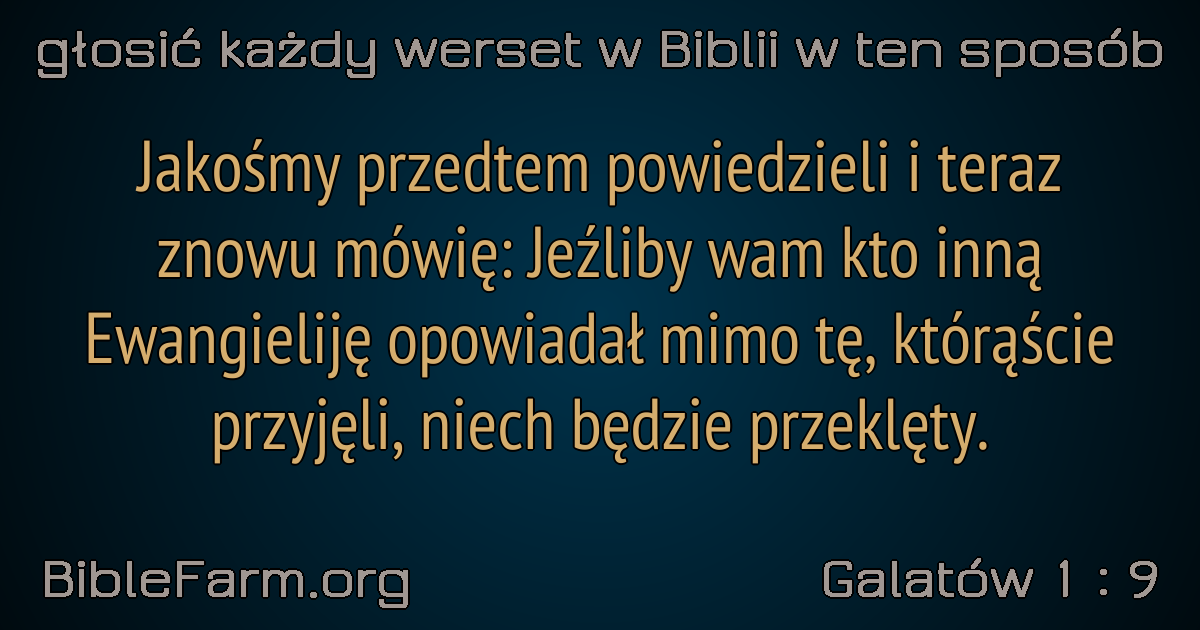 głosić każdy werset w Biblii w ten sposób
Jakośmy przedtem powiedzieli i teraz
znowu mówię: Jeźliby wam kto inną
Ewangieliję opowiadał mimo tę, którąście
przyjęli, niech będzie przeklęty.
BibleFarm.org
Galatów 1 : 9